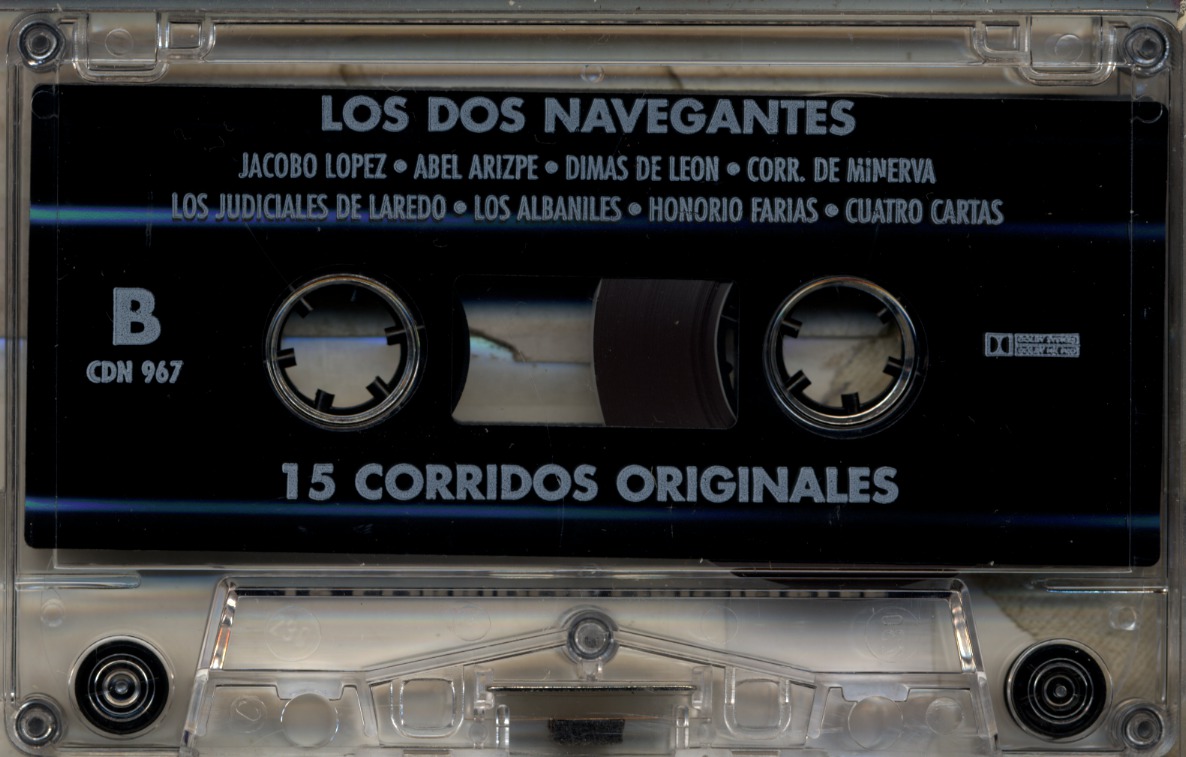 LOS DOS NAVEGANTES
JACOBO LOPEZ • ABEL ARIZPE • DIMAS DE LEON • CORR. DE MINERVA
LOS JUDICIALES DE LAREDO • LOS ALBANILES • HONORIO FARIAS • CUATRO CARTAS
B
CDN 967
15 CORRIDOS ORIGINALES